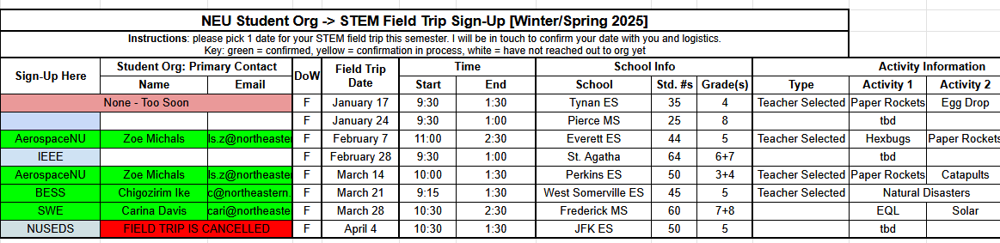 NEU Student Org -> STEM Field Trip Sign-Up [Winter/Spring 2025]
Instructions: please pick 1 date for your STEM field trip this semester. I will be in touch to confirm your date with you and logistics.
Key: green = confirmed, yellow = confirmation in process, white = have not reached out to org yet
Sign-Up Here Student Org: Primary Contact DoW Field Trip Date Time School Info Activity Information
Name Email Start End School Std. #s Grade(s) Type Activity 1 Activity 2
None - Too Soon F January 17 9:30 1:30 Tynan ES 35 4 Teacher Selected Paper Rockets Egg Drop
F January 24 9:30 1:00 Pierce MS 25 8 tbd
AerospaceNU Zoe Michals ls.z@northeaster F February 7 11:00 2:30 Everett ES 44 5 Teacher Selected Hexbugs Paper Rockets
IEEE F February 28 9:30 1:00 St. Agatha 64 6+7 tbd
AerospaceNU Zoe Michals ls.z@northeaster F March 14 10:00 1:30 Perkins ES 50 3+4 Teacher Selected Paper Rockets Catapults
BESS Chigozirim Ike c@northeastern. F March 21 9:15 1:30 West Somerville ES 45 5 Teacher Selected Natural Disasters
SWE Carina Davis cari@northeaste F March 28 10:30 2:30 Frederick MS 60 7+8 EQL Solar
NUSEDS FIELD TRIP IS CANCELLED F April 4 10:30 1:30 JFK ES 50 5 tbd